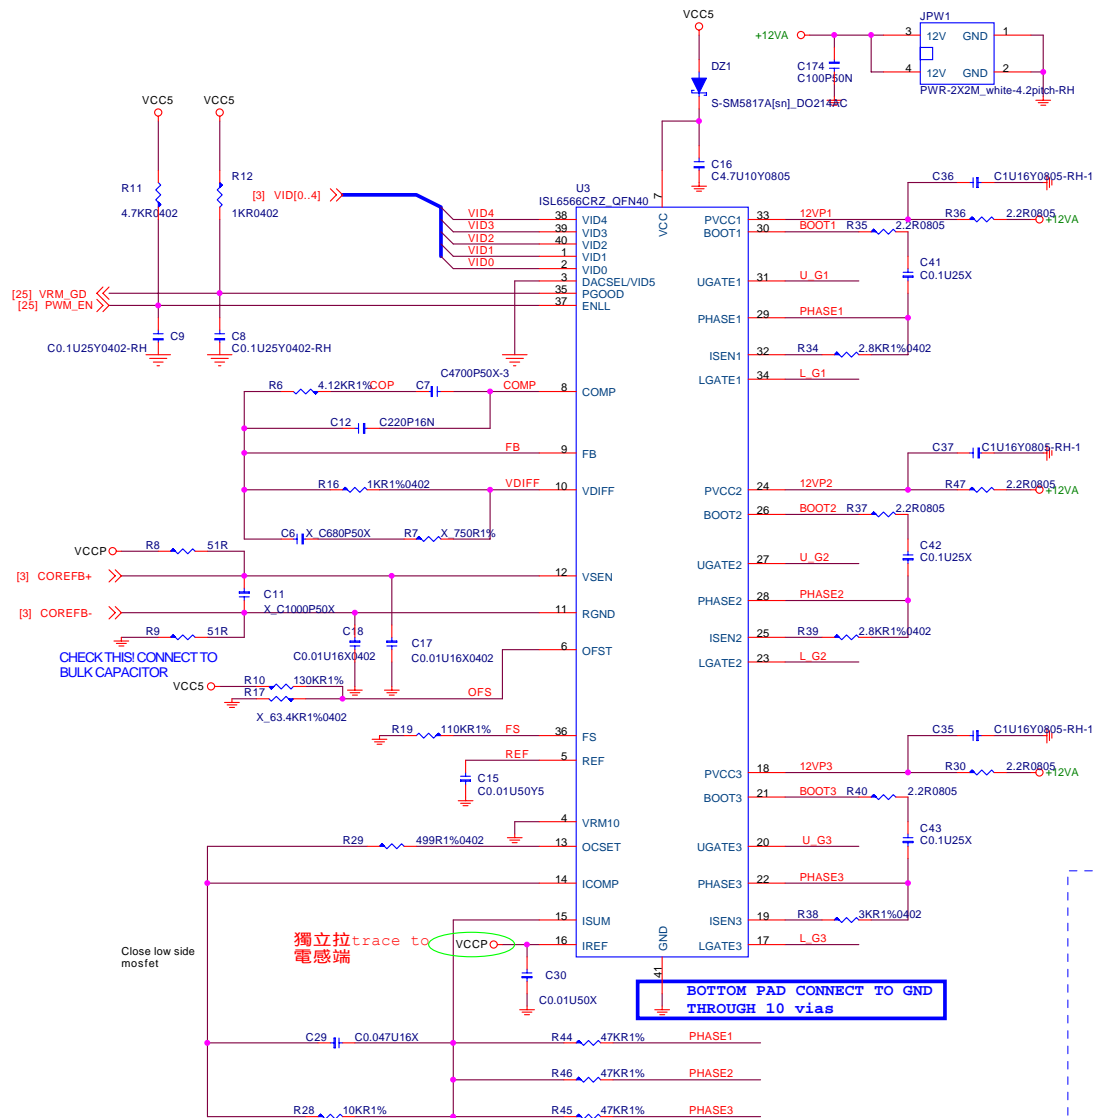 VCC5
JPW1
+12VA
3
12V
GND
1
4
12V
GND
2
C174
C100P50N
PWR-2X2M_white-4.2pitch-RH
DZ1
S-SM5817A[sn]_DO214AC
C16
C4.7U10Y0805
VCC5
VCC5
R11
4.7KR0402
R12
1KR0402
[3] VID[0..4]
U3
ISL6566CRZ_QFN40
7
VCC
VID4
38
VID4
VID3
39
VID3
VID2
40
VID2
VID1
1
VID1
VID0
2
VID0
3
DACSEL/VID5
[25] VRM_GD
35
PGOOD
[25] PWM_EN
37
ENLL
C9
C0.1U25Y0402-RH
C8
C0.1U25Y0402-RH
PVCC1
33
12VP1
C36
C1U16Y0805-RH-1
R36
2.2R0805
+12VA
BOOT1
30
BOOT1
R35
2.2R0805
C41
C0.1U25X
UGATE1
31
U_G1
PHASE1
29
PHASE1
ISEN1
32
R34
2.8KR1%0402
LGATE1
34
L_G1
R6
4.12KR1%
COP
C7
C4700P50X-3
COMP
8
COMP
C12
C220P16N
FB
9
FB
R16
1KR1%0402
VDIFF
10
VDIFF
C6
X_C680P50X
R7
X_750R1%
PVCC2
24
12VP2
C37
C1U16Y0805-RH-1
R47
2.2R0805
+12VA
BOOT2
26
BOOT2
R37
2.2R0805
C42
C0.1U25X
UGATE2
27
U_G2
PHASE2
28
PHASE2
ISEN2
25
R39
2.8KR1%0402
LGATE2
23
L_G2
VCCP
R8
51R
[3] COREFB+
12
VSEN
C11
X_C1000P50X
[3] COREFB-
11
RGND
R9
51R
C18
C0.01U16X0402
C17
C0.01U16X0402
CHECK THIS! CONNECT TO
BULK CAPACITOR
6
OFST
VCC5
R10
130KR1%
R17
X_63.4KR1%0402
OFS
R19
110KR1%
FS
36
FS
REF
5
REF
C15
C0.01U50Y5
4
VRM10
R29
499R1%0402
13
OCSET
14
ICOMP
15
ISUM
16
IREF
PVCC3
18
12VP3
C35
C1U16Y0805-RH-1
R30
2.2R0805
+12VA
BOOT3
21
BOOT3
R40
2.2R0805
C43
C0.1U25X
UGATE3
20
U_G3
PHASE3
22
PHASE3
ISEN3
19
R38
3KR1%0402
LGATE3
17
L_G3
GND
41
Close low side
mosfet
獨立拉trace to
電感端
VCCP
C30
C0.01U50X
BOTTOM PAD CONNECT TO GND
THROUGH 10 vias
C29
C0.047U16X
R44
47KR1%
PHASE1
R46
47KR1%
PHASE2
R28
10KR1%
R45
47KR1%
PHASE3